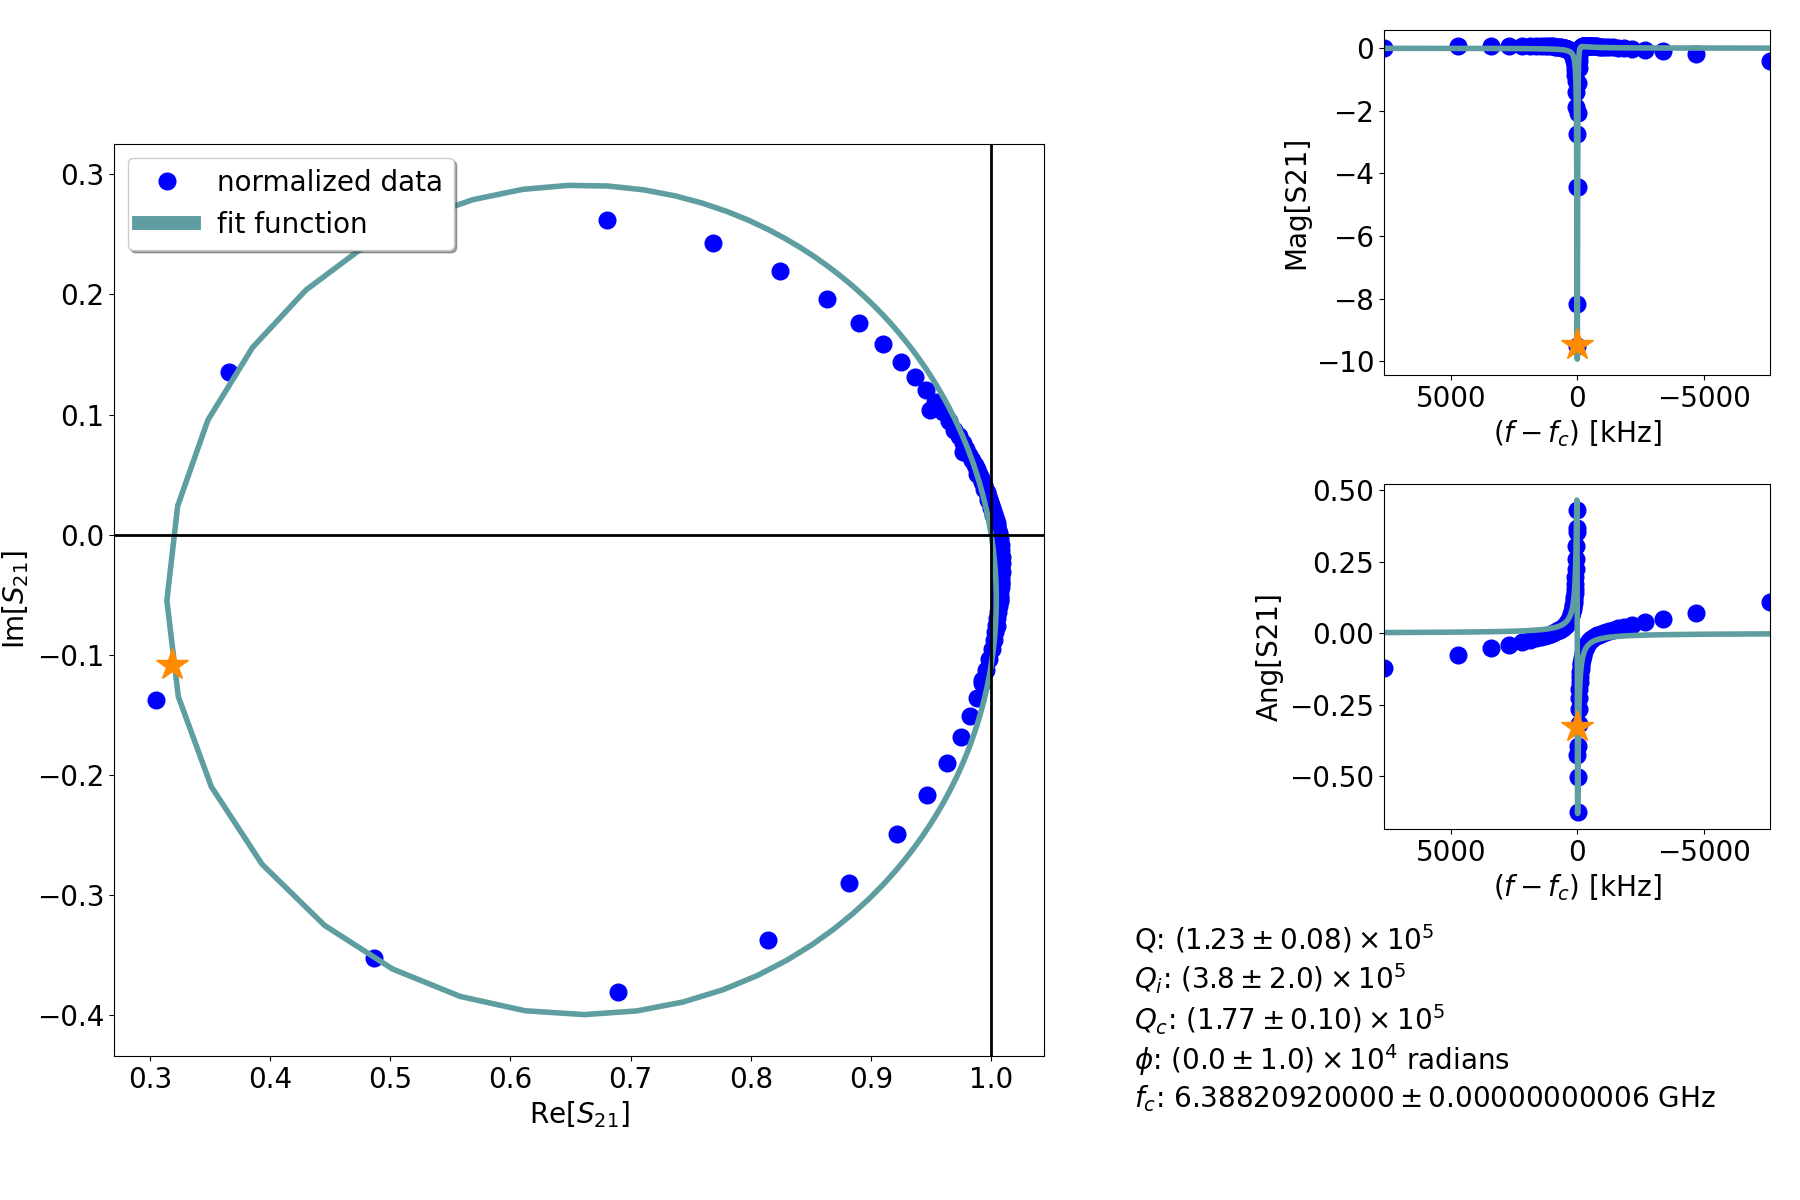 normalized data
fit function
0.3
0.2
0.1
0.0
−0.1
−0.2
−0.3
−0.4
Im[S21]
0.3 0.4 0.5 0.6 0.7 0.8 0.9 1.0
Re[S21]
0
−2
−4
−6
−8
−10
Mag[S21]
5000 0 −5000
(f − fc) [kHz]
0.50
0.25
0.00
−0.25
−0.50
Ang[S21]
5000 0 −5000
(f − fc) [kHz]
Q: (1.23 ± 0.08) × 10^5
Qi: (3.8 ± 2.0) × 10^5
Qc: (1.77 ± 0.10) × 10^5
ϕ: (0.0 ± 1.0) × 10^4 radians
fc: 6.38820920000 ± 0.00000000006 GHz